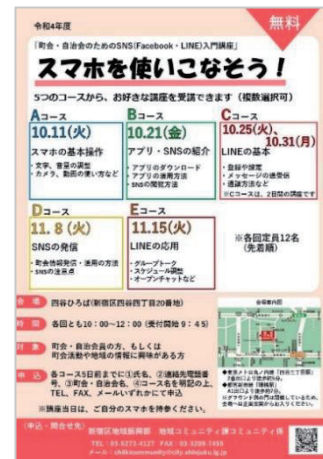 令和4年度
無料
「町会・自治会のためのSNS(Facebook・LINE)入門講座」
スマホを使いこなそう!
5つのコースから、お好きな講座を受講できます(複数選択可)
Aコース
10.11(火)
スマホの基本操作
・文字、音量の調整
・カメラ、動画の使い方など
Bコース
10.21(金)
アプリ・SNSの紹介
・アプリのダウンロード
・アプリの活用方法
・SNSの閲覧方法
Cコース
10.25(火)、
10.31(月)
LINEの基本
・登録や設定
・メッセージの送受信
・通話方法など
※Cコースは、2日間の講座です
Dコース
11. 8(火)
SNSの発信
・町会情報発信・活用の方法
・SNSの注意点
Eコース
11.15(火)
LINEの応用
・グループトーク
・スケジュール調整
・オープンチャットなど
※各回定員12名
(先着順)
会 場
四谷ひろば(新宿区四谷四丁目20番地)
時 間
各回とも10:00~12:00(受付開始 9:45)
対 象
町会・自治会員の方、もしくは
町会活動や地域の情報に興味がある方
申 込
各コース5日前までに①氏名、②連絡先電話番
号、③町会・自治会名、④コース名を明記の上、
TEL、FAX、メールいずれかにて申込
※講座当日は、ご自分のスマホを持参ください。
会場案内図
(申込・問合せ先)
新宿区地域振興部 地域コミュニティ課コミュニティ係
TEL:03-5273-4127 FAX:03-3209-7455